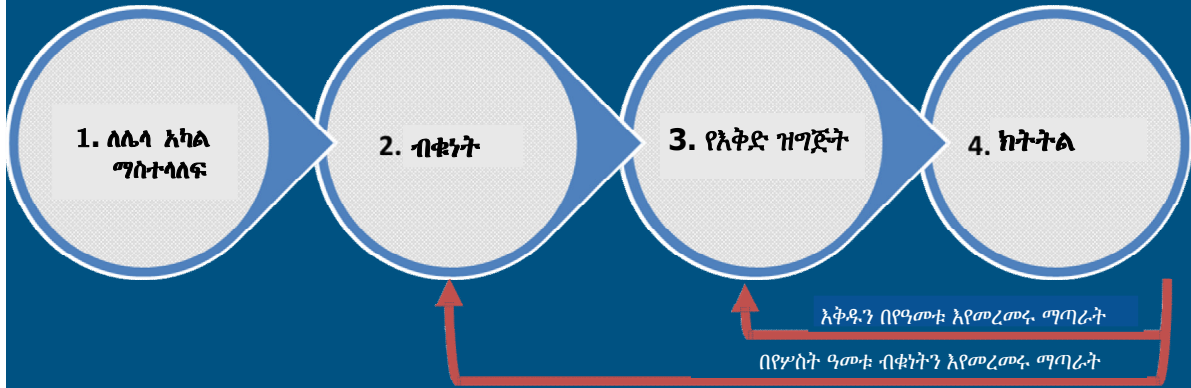 1. ለሌላ አካል
ማስተላለፍ
2. ብቁነት
3. የእቅድ ዝግጅት
4. ክትትል
እቅዱን በየዓመቱ እየመረመሩ ማጣራት
በየሦስት ዓመቱ ብቁነትን እየመረመሩ ማጣራት